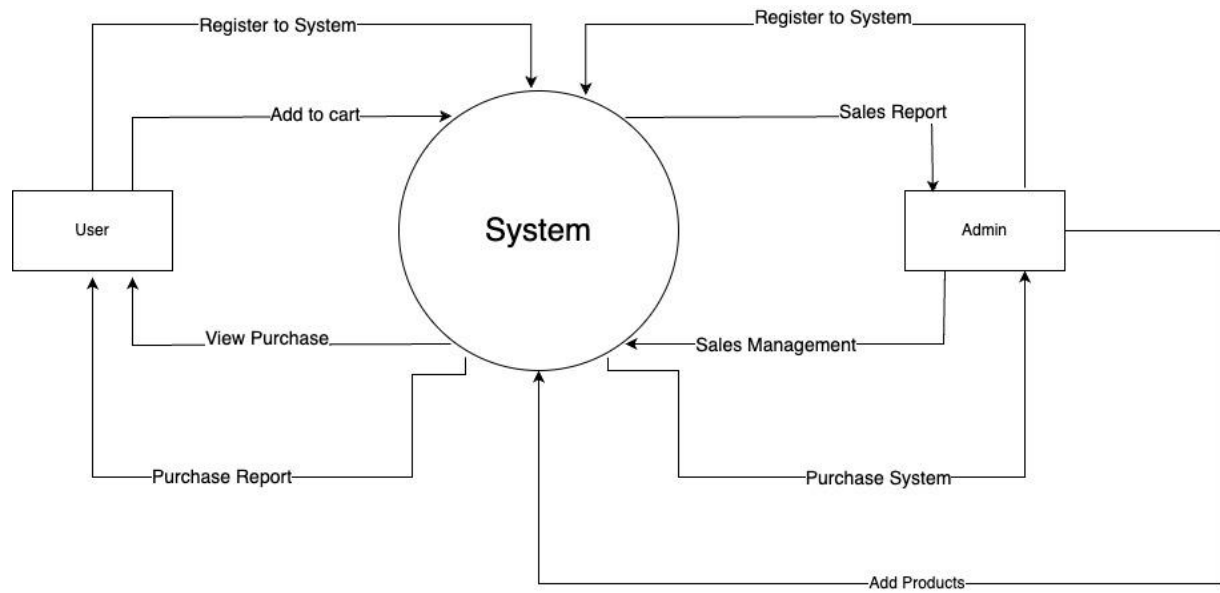 Register to System
Register to System
Add to cart
Sales Report
User
System
Admin
View Purchase
Sales Management
Purchase Report
Purchase System
Add Products